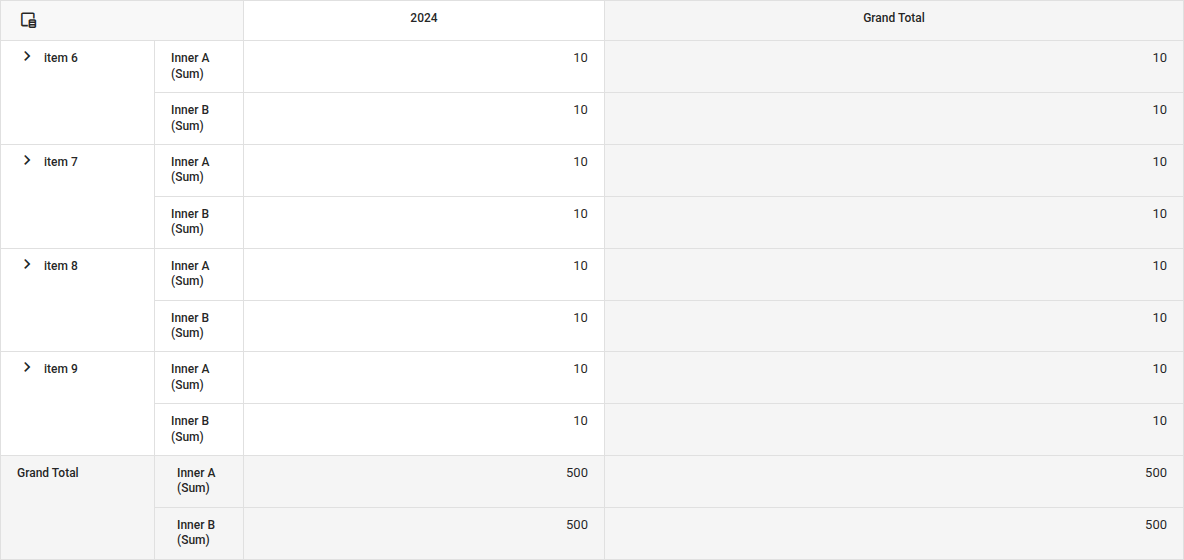 2024 Grand Total
item 6 Inner A 10 10
(Sum)
Inner B 10 10
(Sum)
item 7 Inner A 10 10
(Sum)
Inner B 10 10
(Sum)
item 8 Inner A 10 10
(Sum)
Inner B 10 10
(Sum)
item 9 Inner A 10 10
(Sum)
Inner B 10 10
(Sum)
Grand Total Inner A 500 500
(Sum)
Inner B 500 500
(Sum)